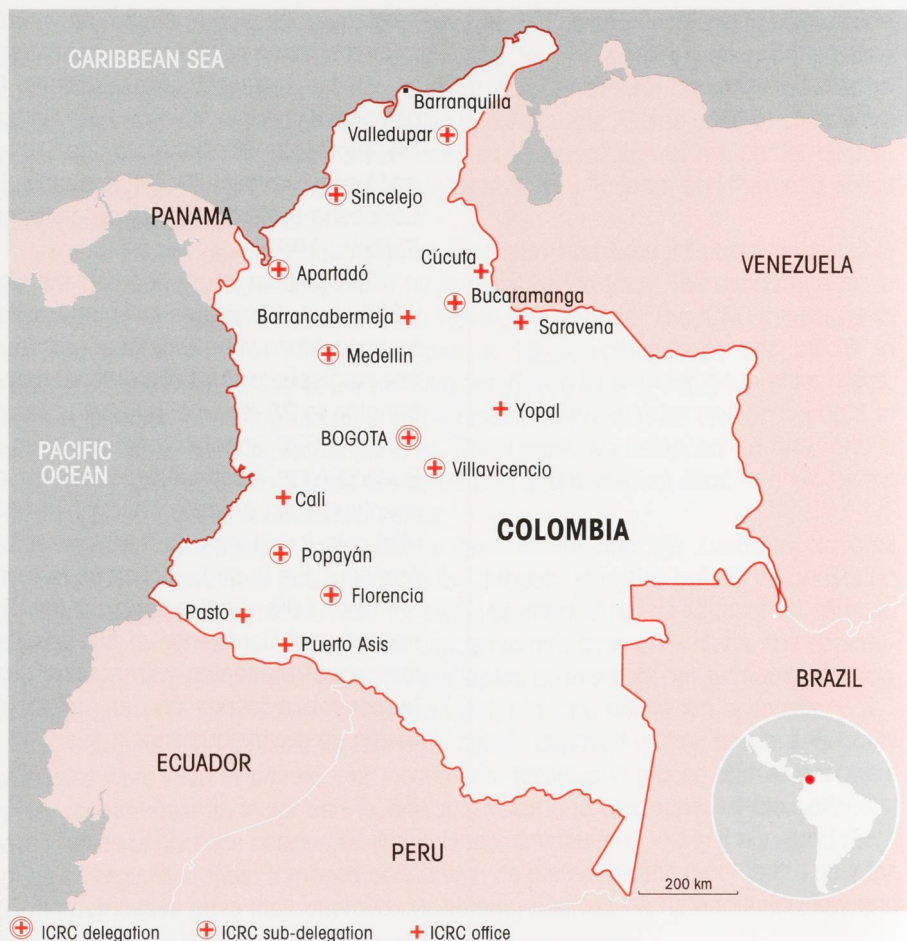 CARIBBEAN SEA
Barranquilla
Valledupar
Sincelejo
PANAMA
Cúcuta
VENEZUELA
Apartadó
Bucaramanga
Barrancabermeja
Saravena
Medellin
Yopal
BOGOTA
PACIFIC
OCEAN
Villavicencio
Cali
COLOMBIA
Popayán
Florencia
Pasto
Puerto Asis
BRAZIL
ECUADOR
PERU
200 km
ICRC delegation
ICRC sub-delegation
ICRC office